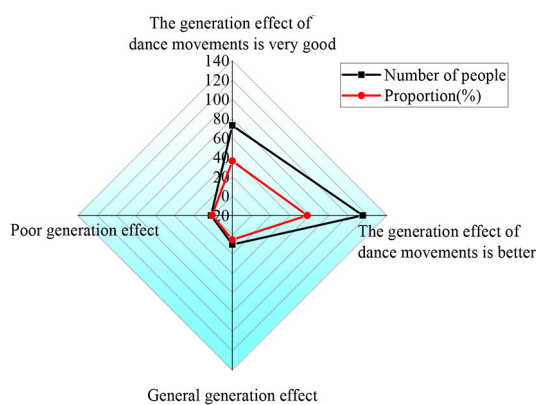 The generation effect of
dance movements is very good
140
120
100
80
60
40
20
0
-20
Number of people
Proportion(%)
Poor generation effect
The generation effect of
dance movements is better
General generation effect